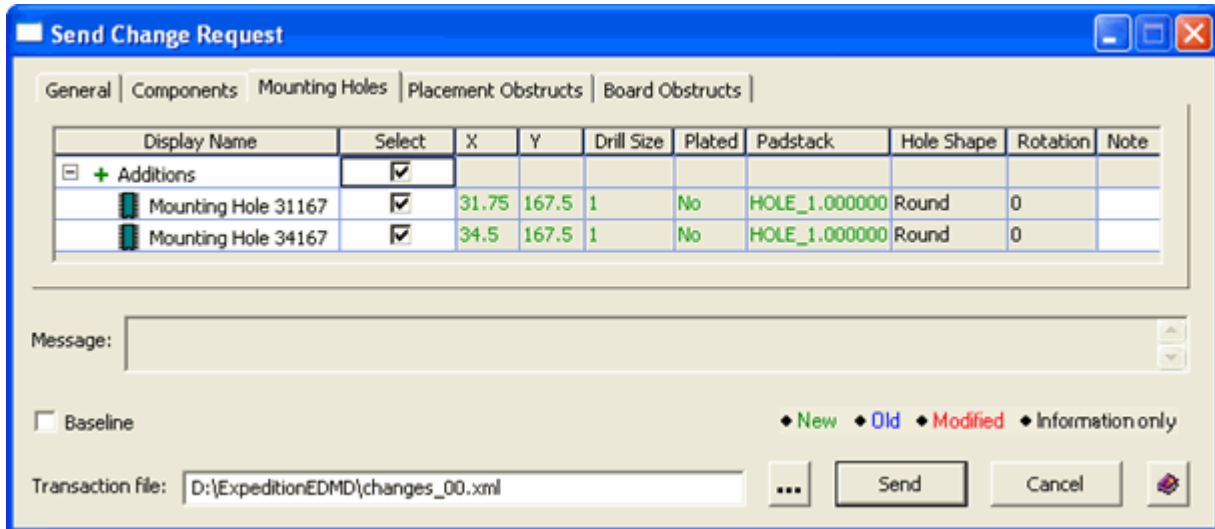 Send Change Request
General Components Mounting Holes Placement Obstructs Board Obstructs
Display Name Select X Y Drill Size Plated Padstack Hole Shape Rotation Note
Additions
Mounting Hole 31167 31.75 167.5 1 No HOLE_1.000000 Round 0
Mounting Hole 34167 34.5 167.5 1 No HOLE_1.000000 Round 0
Message:
Baseline ◆ New ◆ Old ◆ Modified ◆ Information only
Transaction file: D:\ExpeditionEDMD\changes_00.xml ... Send Cancel